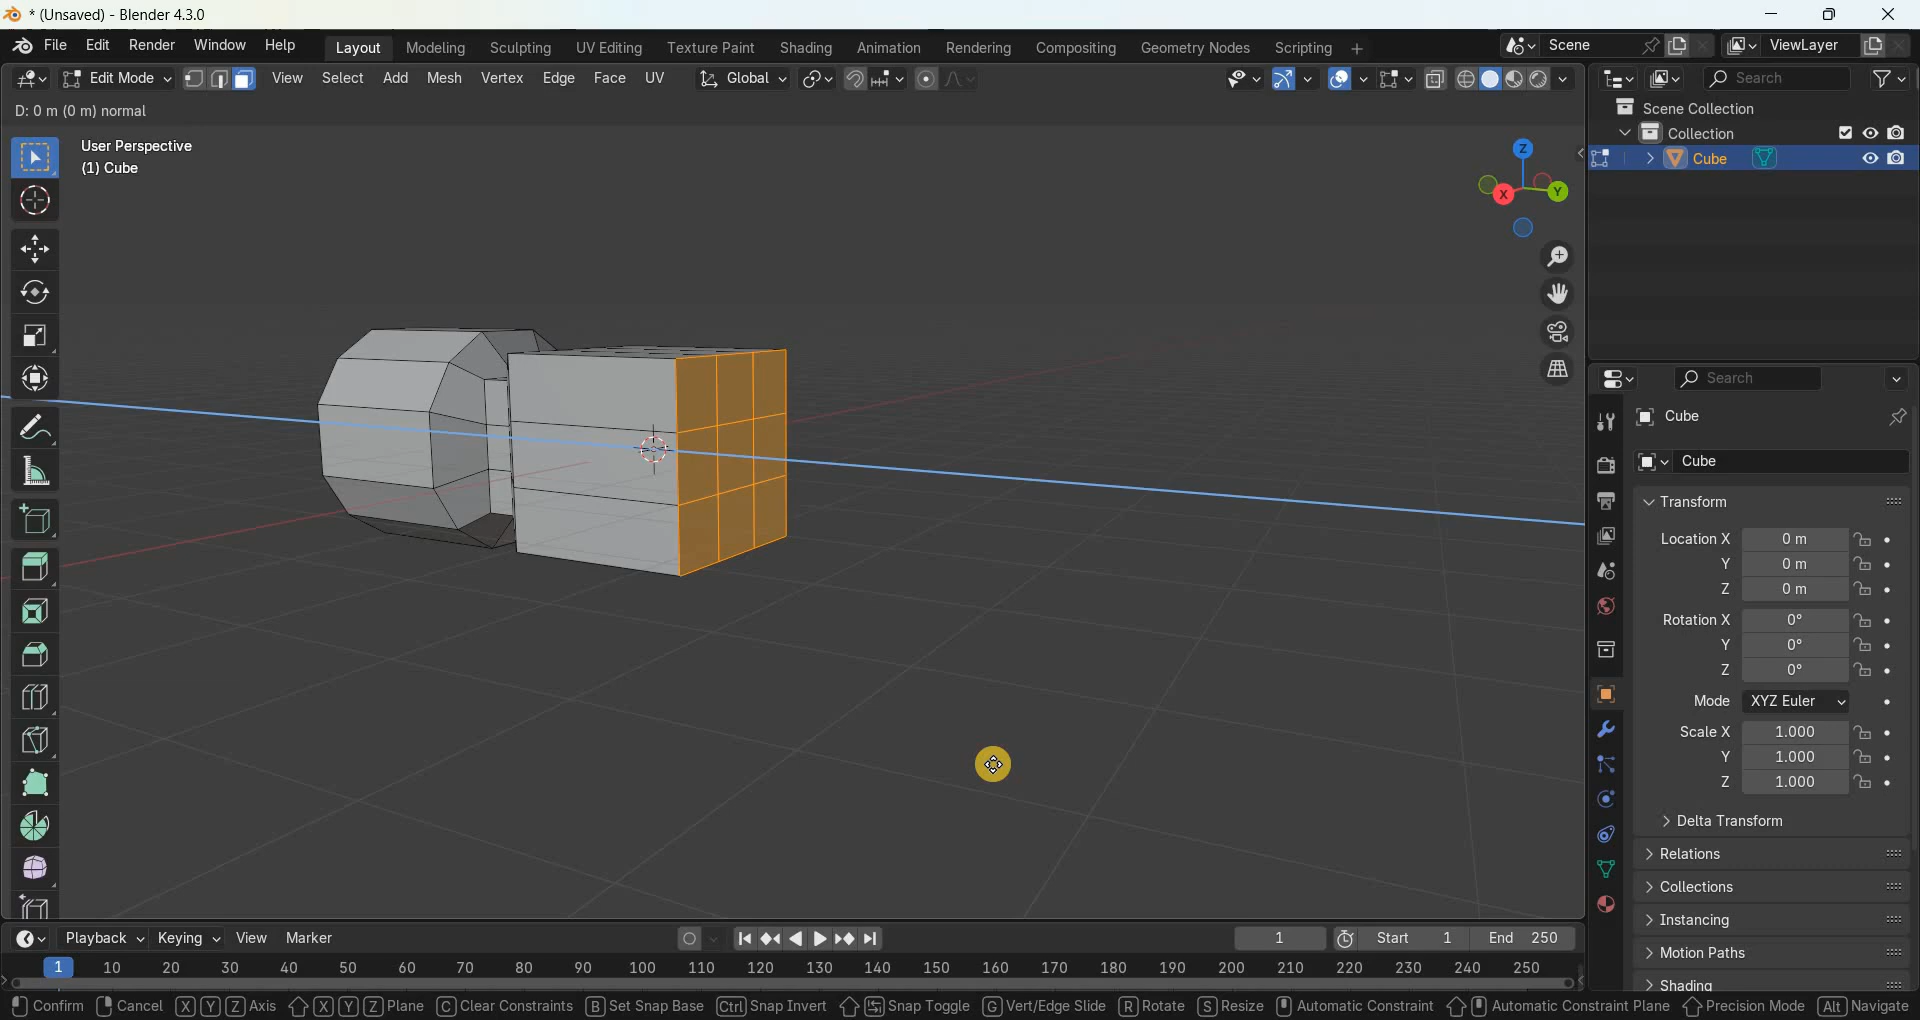 * (Unsaved) - Blender 4.3.0
File Edit Render Window Help Layout Modeling Sculpting UV Editing Texture Paint Shading Animation Rendering Compositing Geometry Nodes Scripting + Scene ViewLayer
Edit Mode View Select Add Mesh Vertex Edge Face UV Global Search
D: 0 m (0 m) normal
Scene Collection
Collection
Cube
User Perspective
(1) Cube
Z
X
Y
Search
Cube
Cube
Transform
Location X 0 m
Y 0 m
Z 0 m
Rotation X 0°
Y 0°
Z 0°
Mode XYZ Euler
Scale X 1.000
Y 1.000
Z 1.000
Delta Transform
Relations
Collections
Instancing
Motion Paths
Shading
Playback Keying View Marker 1 Start 1 End 250
1 10 20 30 40 50 60 70 80 90 100 110 120 130 140 150 160 170 180 190 200 210 220 230 240 250
Confirm Cancel X Y Z Axis X Y Z Plane C Clear Constraints B Set Snap Base Ctrl Snap Invert Snap Toggle G Vert/Edge Slide R Rotate S Resize Automatic Constraint Automatic Constraint Plane Precision Mode Alt Navigate